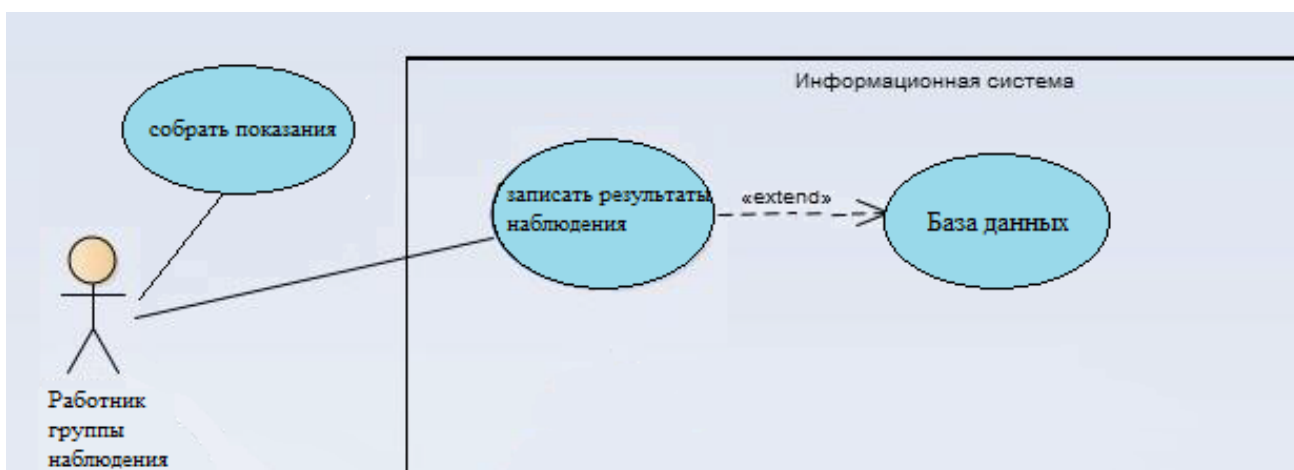 Информационная система
собрать показания
записать результаты
наблюдения
«extend»
База данных
Работник
группы
наблюдения